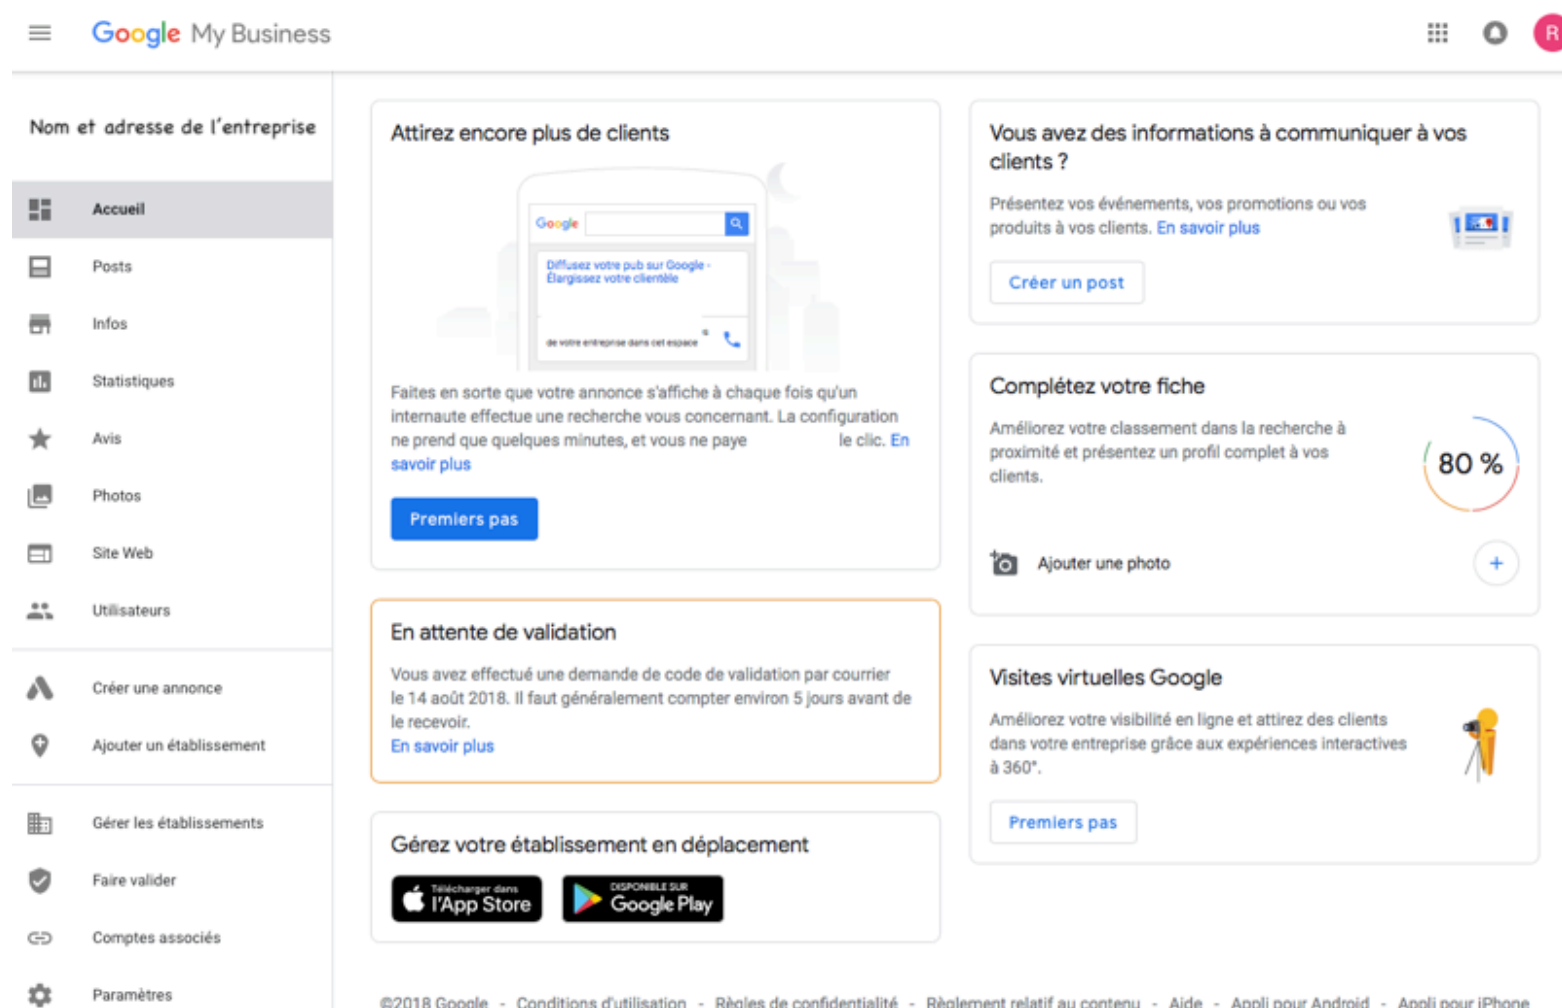 Google My Business
R
Nom et adresse de l'entreprise
Accueil
Posts
Infos
Statistiques
Avis
Photos
Site Web
Utilisateurs
Créer une annonce
Ajouter un établissement
Gérer les établissements
Faire valider
Comptes associés
Paramètres
Attirez encore plus de clients
Google
Diffusez votre pub sur Google -
Élargissez votre clientèle
de votre entreprise dans cet espace
Faites en sorte que votre annonce s'affiche à chaque fois qu'un
internaute effectue une recherche vous concernant. La configuration
ne prend que quelques minutes, et vous ne paye le clic. En
savoir plus
Premiers pas
En attente de validation
Vous avez effectué une demande de code de validation par courrier
le 14 août 2018. Il faut généralement compter environ 5 jours avant de
le recevoir.
En savoir plus
Gérez votre établissement en déplacement
Télécharger dans
l'App Store
DISPONIBLE SUR
Google Play
Vous avez des informations à communiquer à vos
clients ?
Présentez vos événements, vos promotions ou vos
produits à vos clients. En savoir plus
Créer un post
Complétez votre fiche
Améliorez votre classement dans la recherche à
proximité et présentez un profil complet à vos
clients.
80 %
Ajouter une photo
Visites virtuelles Google
Améliorez votre visibilité en ligne et attirez des clients
dans votre entreprise grâce aux expériences interactives
à 360°.
Premiers pas
©2018 Google - Conditions d'utilisation - Règles de confidentialité - Règlement relatif au contenu - Aide - Appli pour Android - Appli pour iPhone